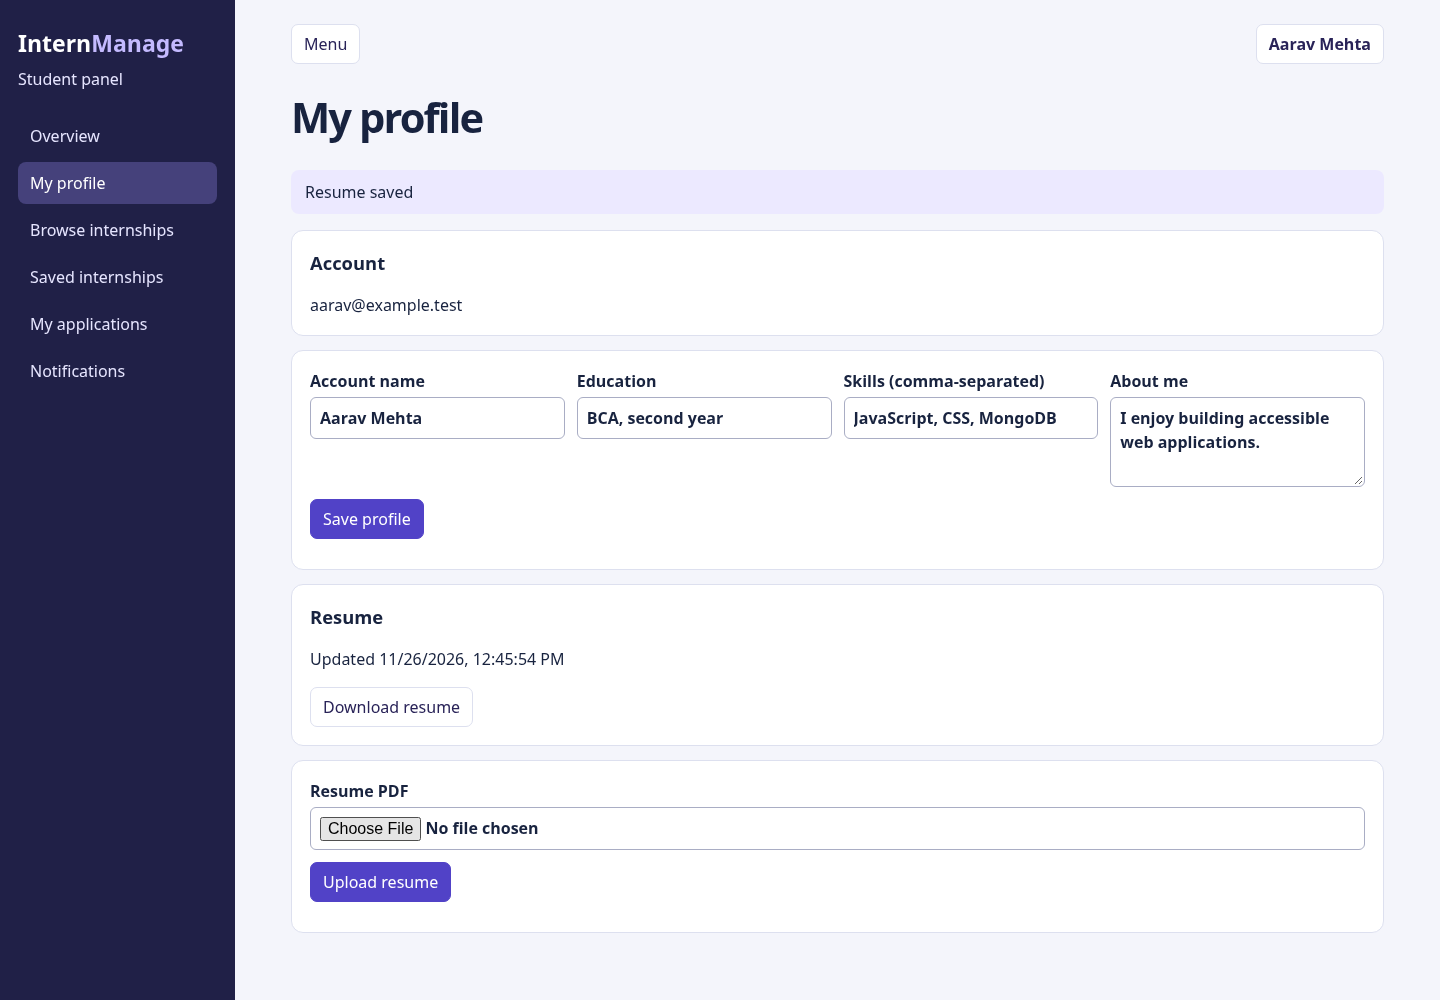 InternManage
Student panel
Overview
My profile
Browse internships
Saved internships
My applications
Notifications
Menu
Aarav Mehta
My profile
Resume saved
Account
aarav@example.test
Account name
Aarav Mehta
Education
BCA, second year
Skills (comma-separated)
JavaScript, CSS, MongoDB
About me
I enjoy building accessible
web applications.
Save profile
Resume
Updated 11/26/2026, 12:45:54 PM
Download resume
Resume PDF
Choose File No file chosen
Upload resume